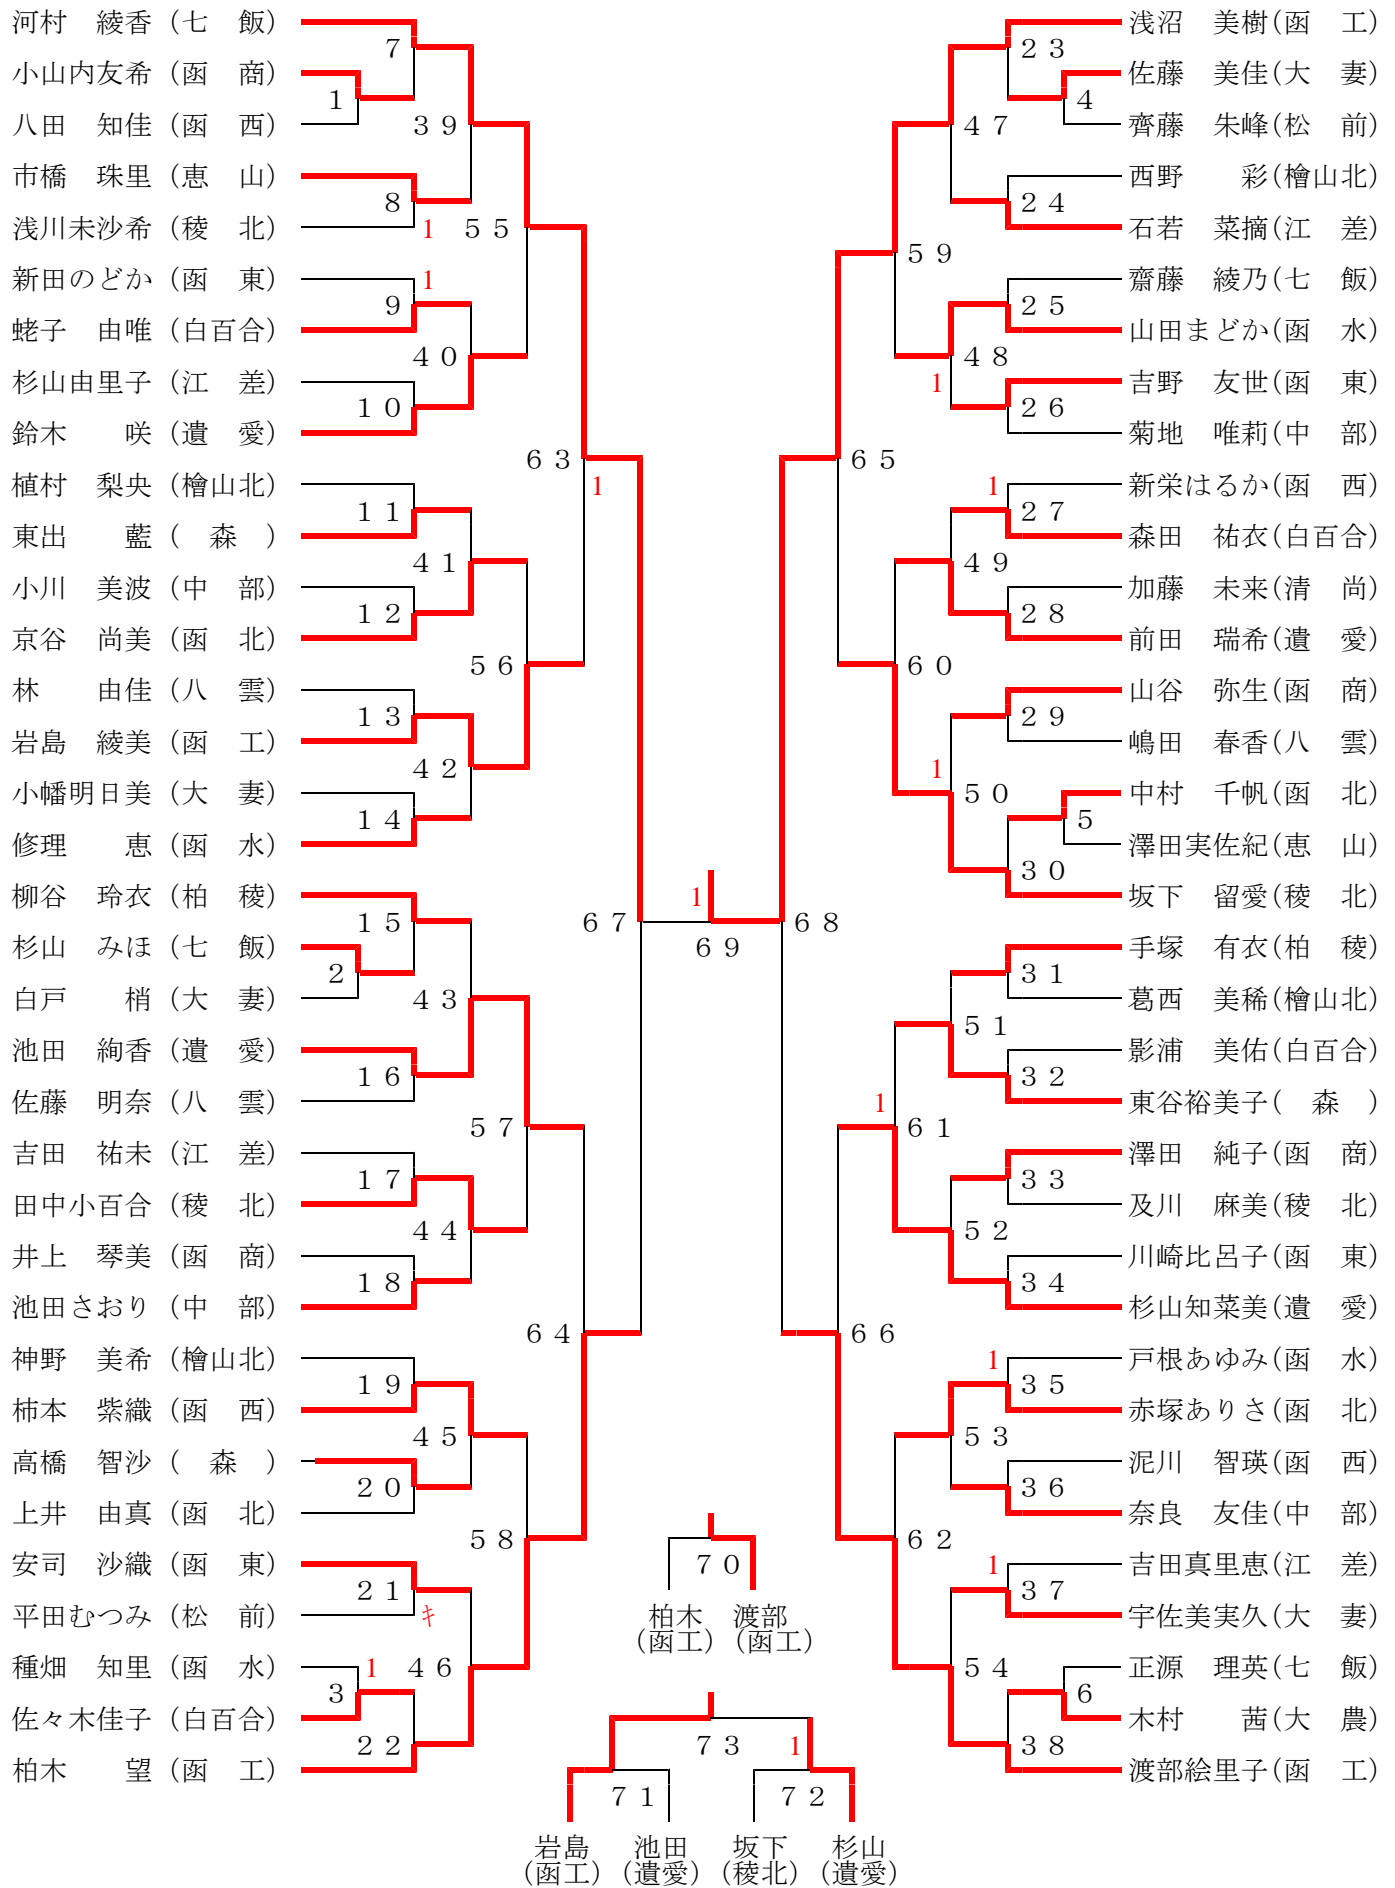 河村　綾香（七　飯）
7
小山内友希（函　商）
1
八田　知佳（函　西）
39
市橋　珠里（恵　山）
8
浅川未沙希（稜　北）
1
55
新田のどか（函　東）
1
9
蛯子　由唯（白百合）
40
杉山由里子（江　差）
10
鈴木　　咲（遺　愛）
63
1
植村　梨央（檜山北）
11
東出　　藍（　森　）
41
小川　美波（中　部）
12
京谷　尚美（函　北）
56
林　　由佳（八　雲）
13
岩島　綾美（函　工）
42
小幡明日美（大　妻）
14
修理　　恵（函　水）
67
柳谷　玲衣（柏　稜）
15
杉山　みほ（七　飯）
2
白戸　　梢（大　妻）
43
池田　絢香（遺　愛）
16
佐藤　明奈（八　雲）
57
吉田　祐未（江　差）
17
田中小百合（稜　北）
44
井上　琴美（函　商）
18
池田さおり（中　部）
64
神野　美希（檜山北）
19
柿本　紫織（函　西）
45
高橋　智沙（　森　）
20
上井　由真（函　北）
58
安司　沙織（函　東）
21
平田むつみ（松　前）
キ
種畑　知里（函　水）
1
46
3
佐々木佳子（白百合）
22
柏木　　望（函　工）
1
69
浅沼　美樹(函　工)
23
佐藤　美佳(大　妻)
4
齊藤　朱峰(松　前)
47
西野　　彩(檜山北)
24
石若　菜摘(江　差)
59
齋藤　綾乃(七　飯)
25
山田まどか(函　水)
48
1
吉野　友世(函　東)
26
菊地　唯莉(中　部)
65
新栄はるか(函　西)
1
27
森田　祐衣(白百合)
49
加藤　未来(清　尚)
28
前田　瑞希(遺　愛)
60
山谷　弥生(函　商)
29
嶋田　春香(八　雲)
1
50
中村　千帆(函　北)
5
澤田実佐紀(恵　山)
30
坂下　留愛(稜　北)
68
手塚　有衣(柏　稜)
31
葛西　美稀(檜山北)
51
影浦　美佑(白百合)
32
東谷裕美子(　森　)
1
61
澤田　純子(函　商)
33
及川　麻美(稜　北)
52
川崎比呂子(函　東)
34
杉山知菜美(遺　愛)
66
戸根あゆみ(函　水)
1
35
赤塚ありさ(函　北)
53
泥川　智瑛(函　西)
36
奈良　友佳(中　部)
62
吉田真里恵(江　差)
1
37
宇佐美実久(大　妻)
54
正源　理英(七　飯)
6
木村　　茜(大　農)
38
渡部絵里子(函　工)
70
柏木　渡部
(函工)　(函工)
73
1
71
72
岩島　池田　坂下　杉山
(函工)　(遺愛)　(稜北)　(遺愛)